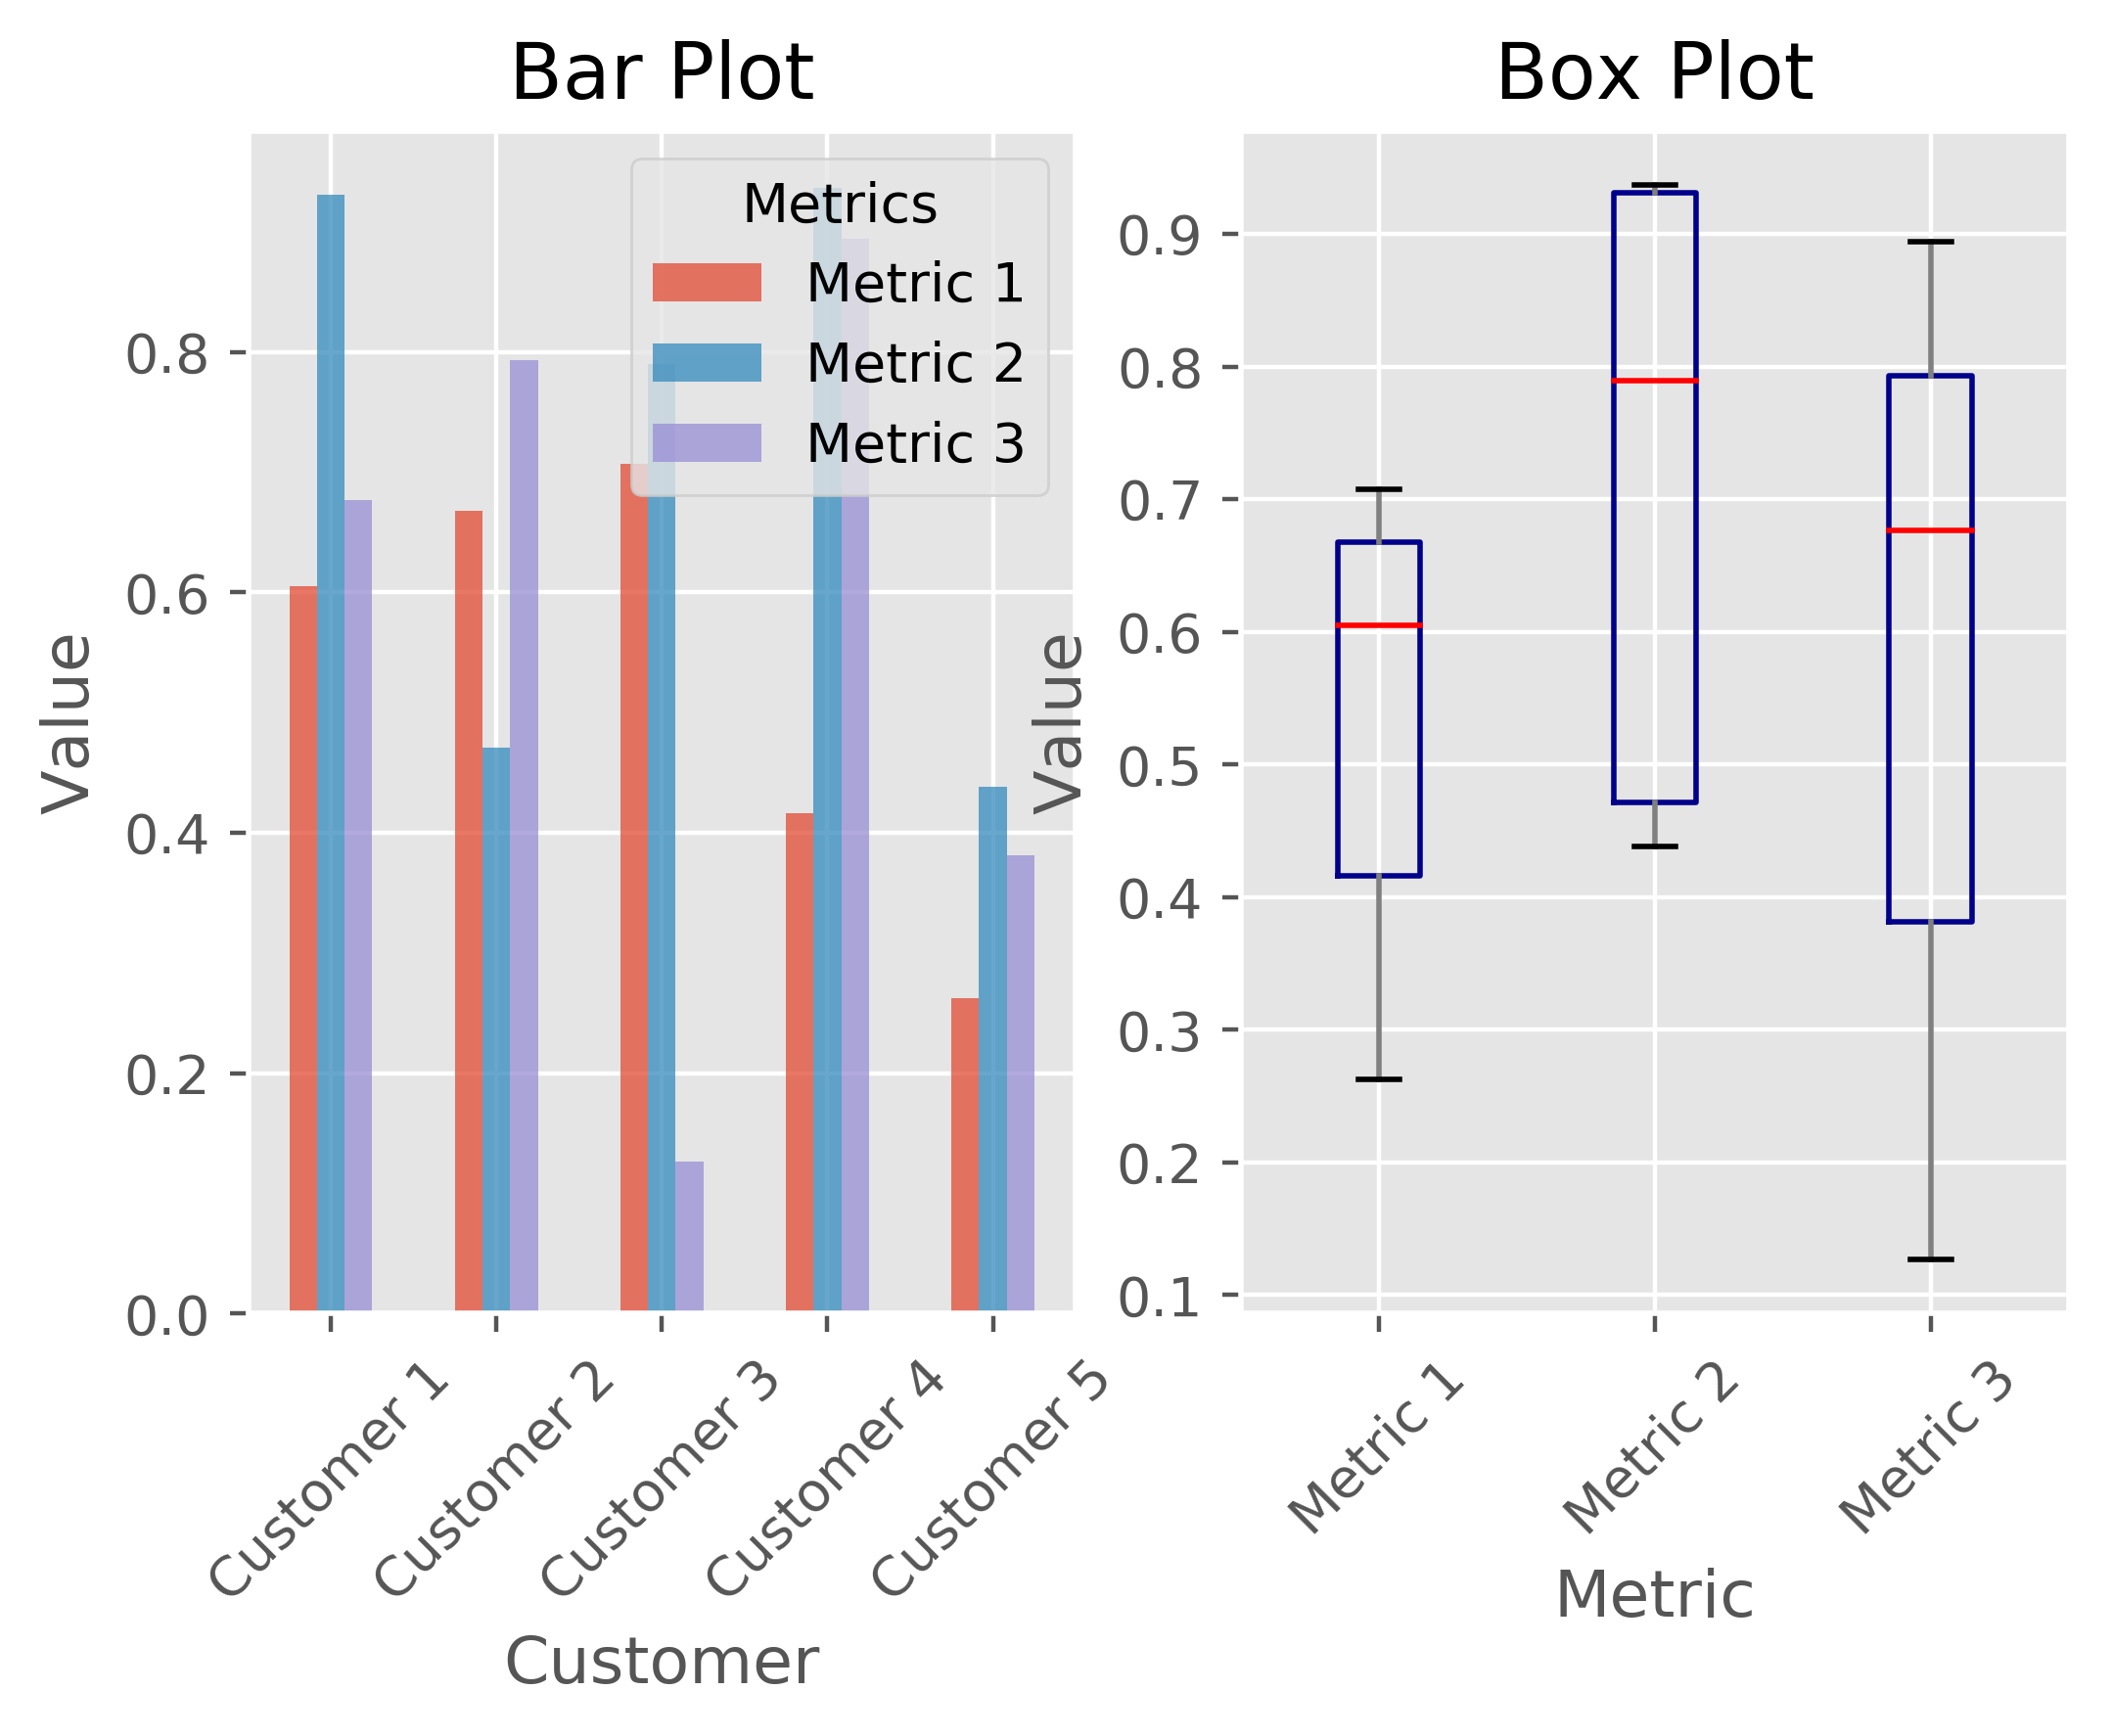 Bar Plot
Metrics
Metric 1
Metric 2
Metric 3
0.8
0.6
0.4
0.2
0.0
Value
Customer 1
Customer 2
Customer 3
Customer 4
Customer 5
Customer
Box Plot
0.9
0.8
0.7
0.6
0.5
0.4
0.3
0.2
0.1
Value
Metric 1
Metric 2
Metric 3
Metric